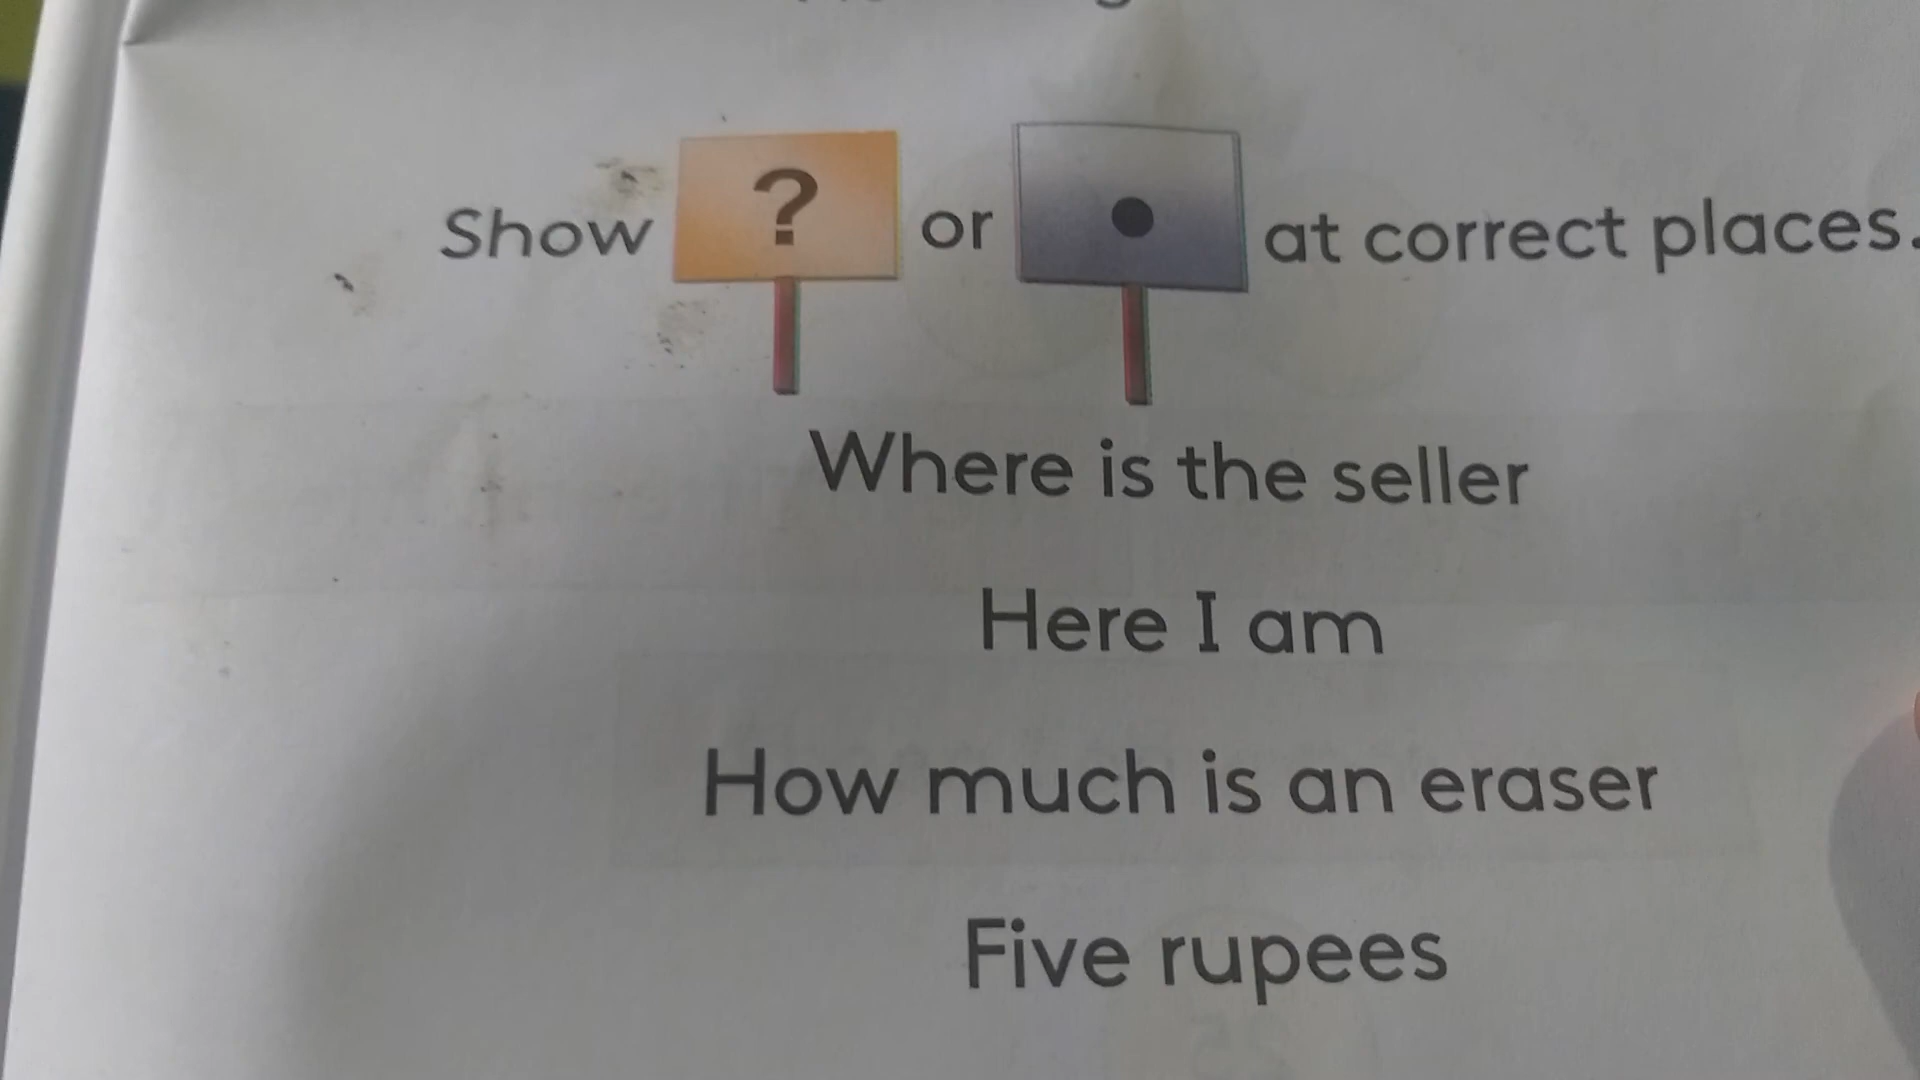 Show ? or . at correct places.
Where is the seller
Here I am
How much is an eraser
Five rupees